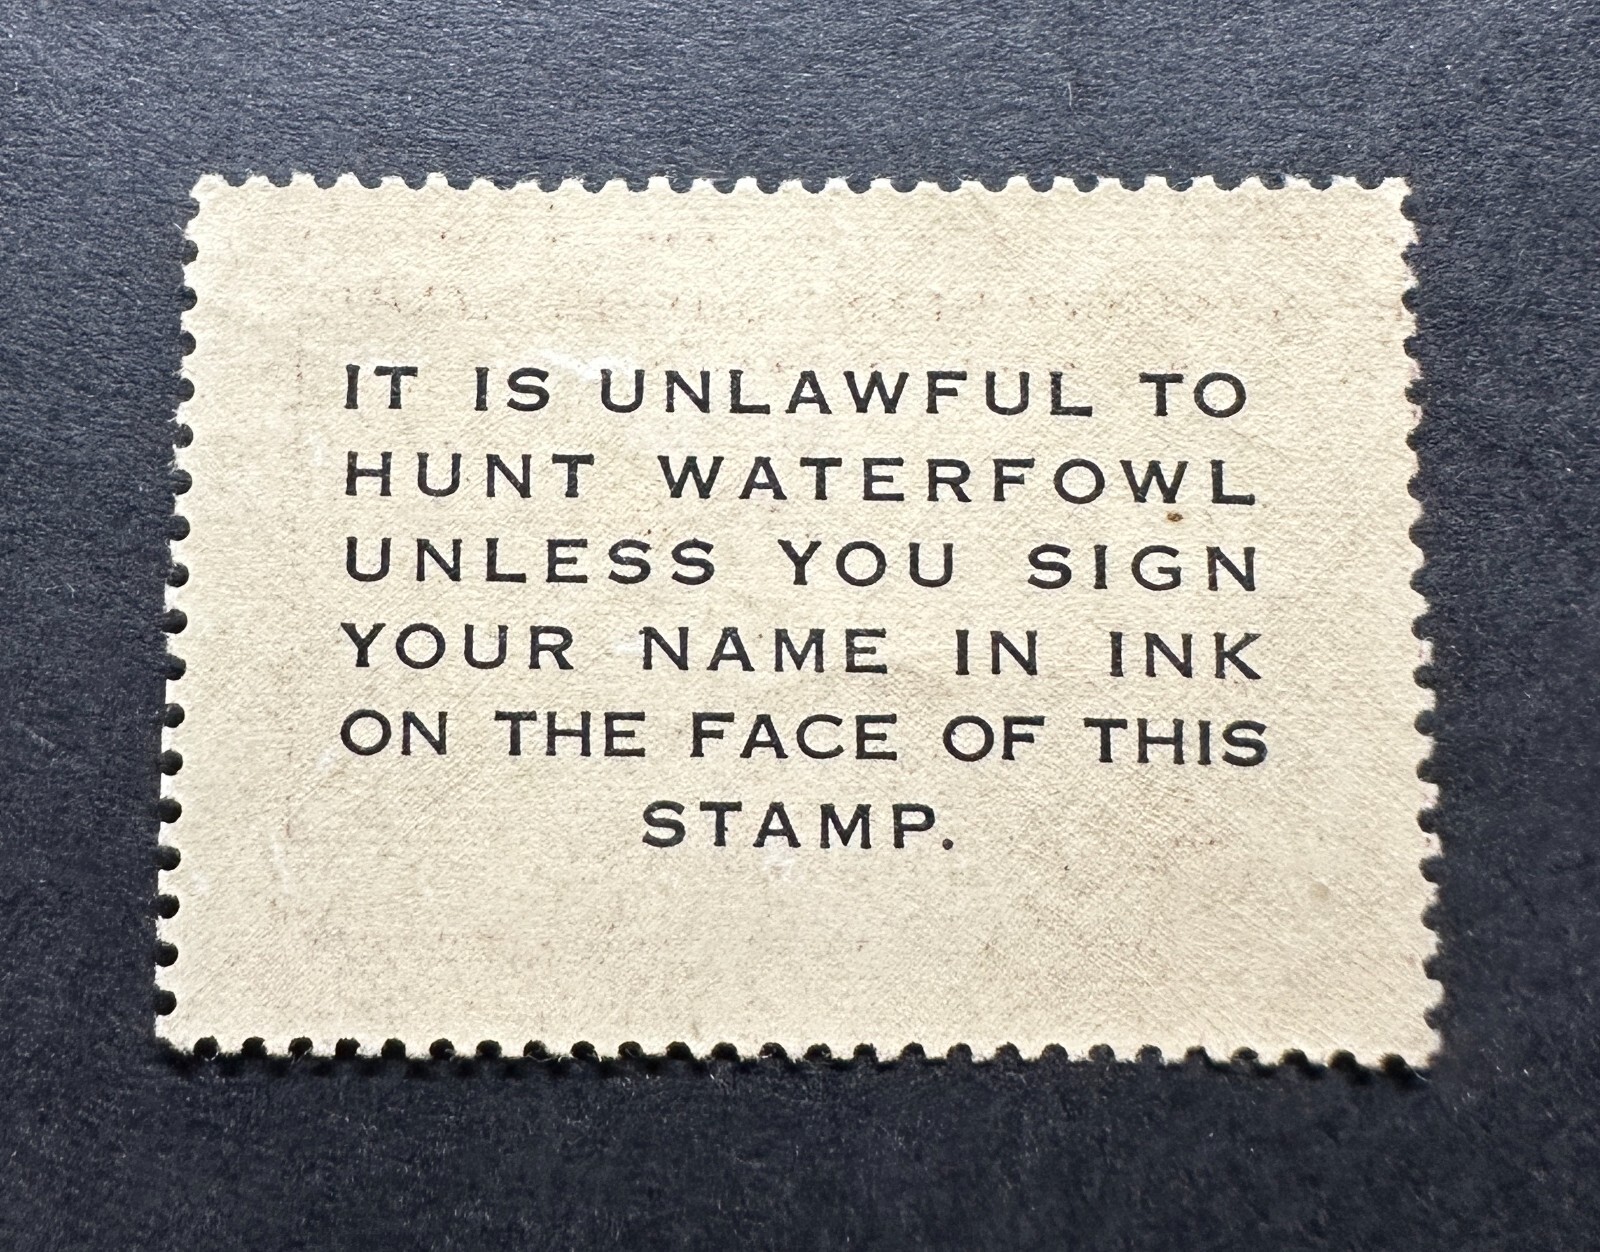 IT IS UNLAWFUL TO
HUNT WATERFOWL
UNLESS YOU SIGN
YOUR NAME IN INK
ON THE FACE OF THIS
STAMP.